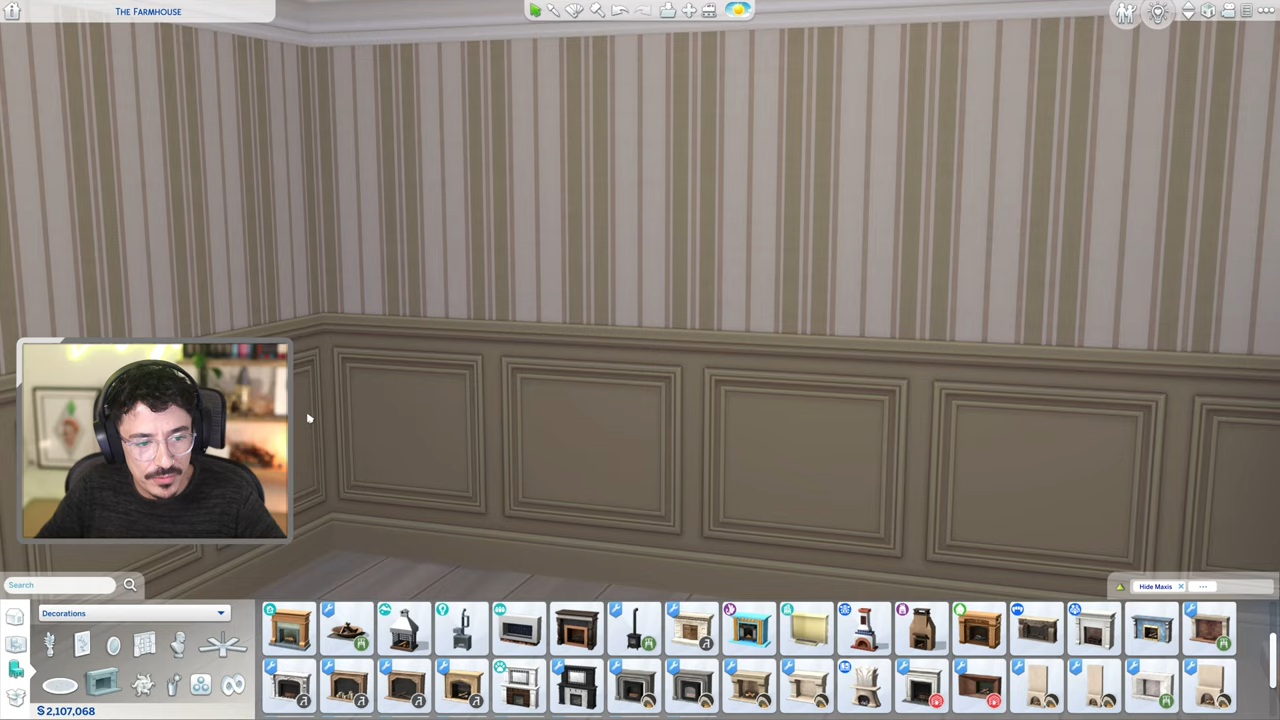 The Farmhouse
Search
Hide Maxis ×
...
Decorations
§2,107,068